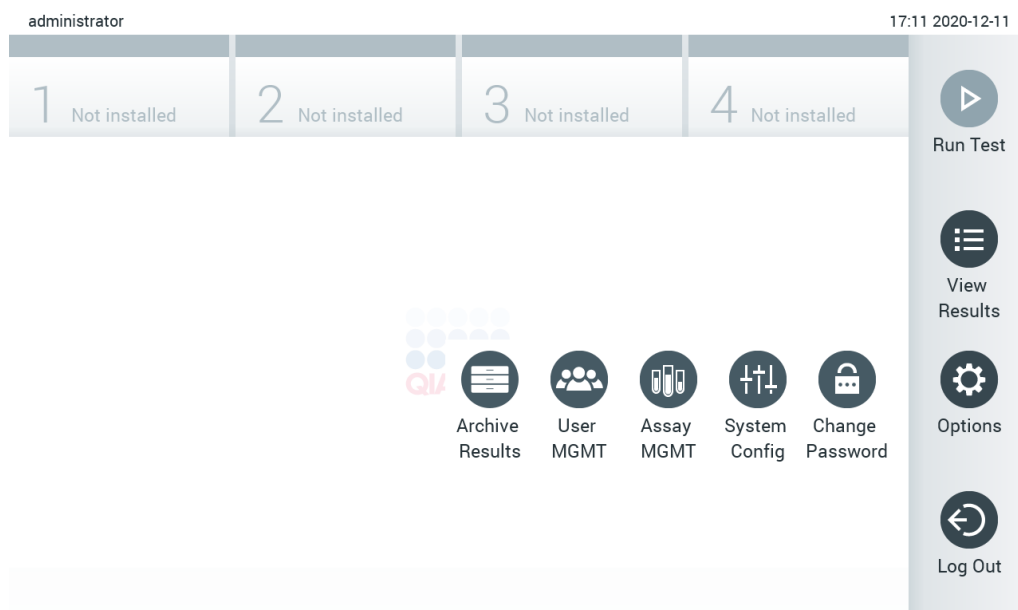 administrator
17:11 2020-12-11
1 Not installed
2 Not installed
3 Not installed
4 Not installed
Run Test
View
Results
Archive
Results
User
MGMT
Assay
MGMT
System
Config
Change
Password
Options
Log Out